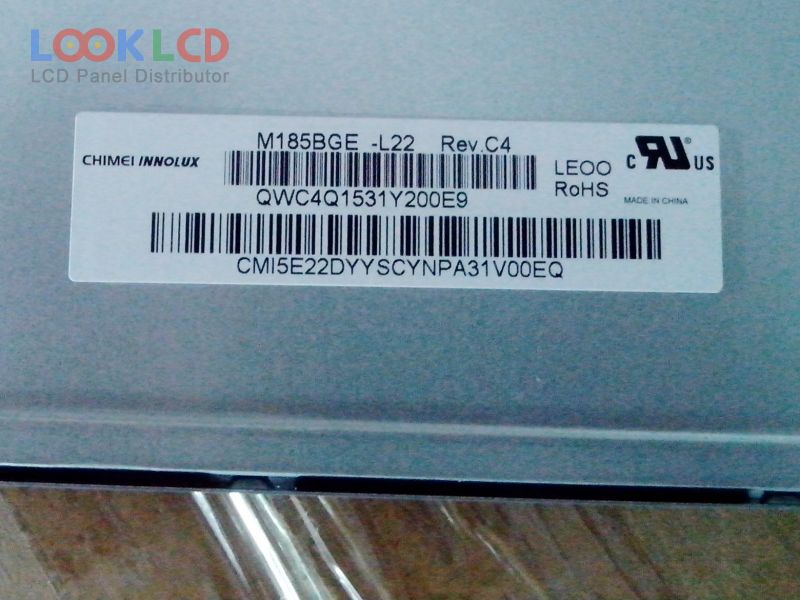 LOOK LCD
LCD Panel Distributor
M185BGE -L22 Rev.C4
CHIMEI INNOLUX
QWC4Q1531Y200E9
LEOO
RoHS
c RU® US
MADE IN CHINA
CMI5E22DYYSCYNPA31V00EQ